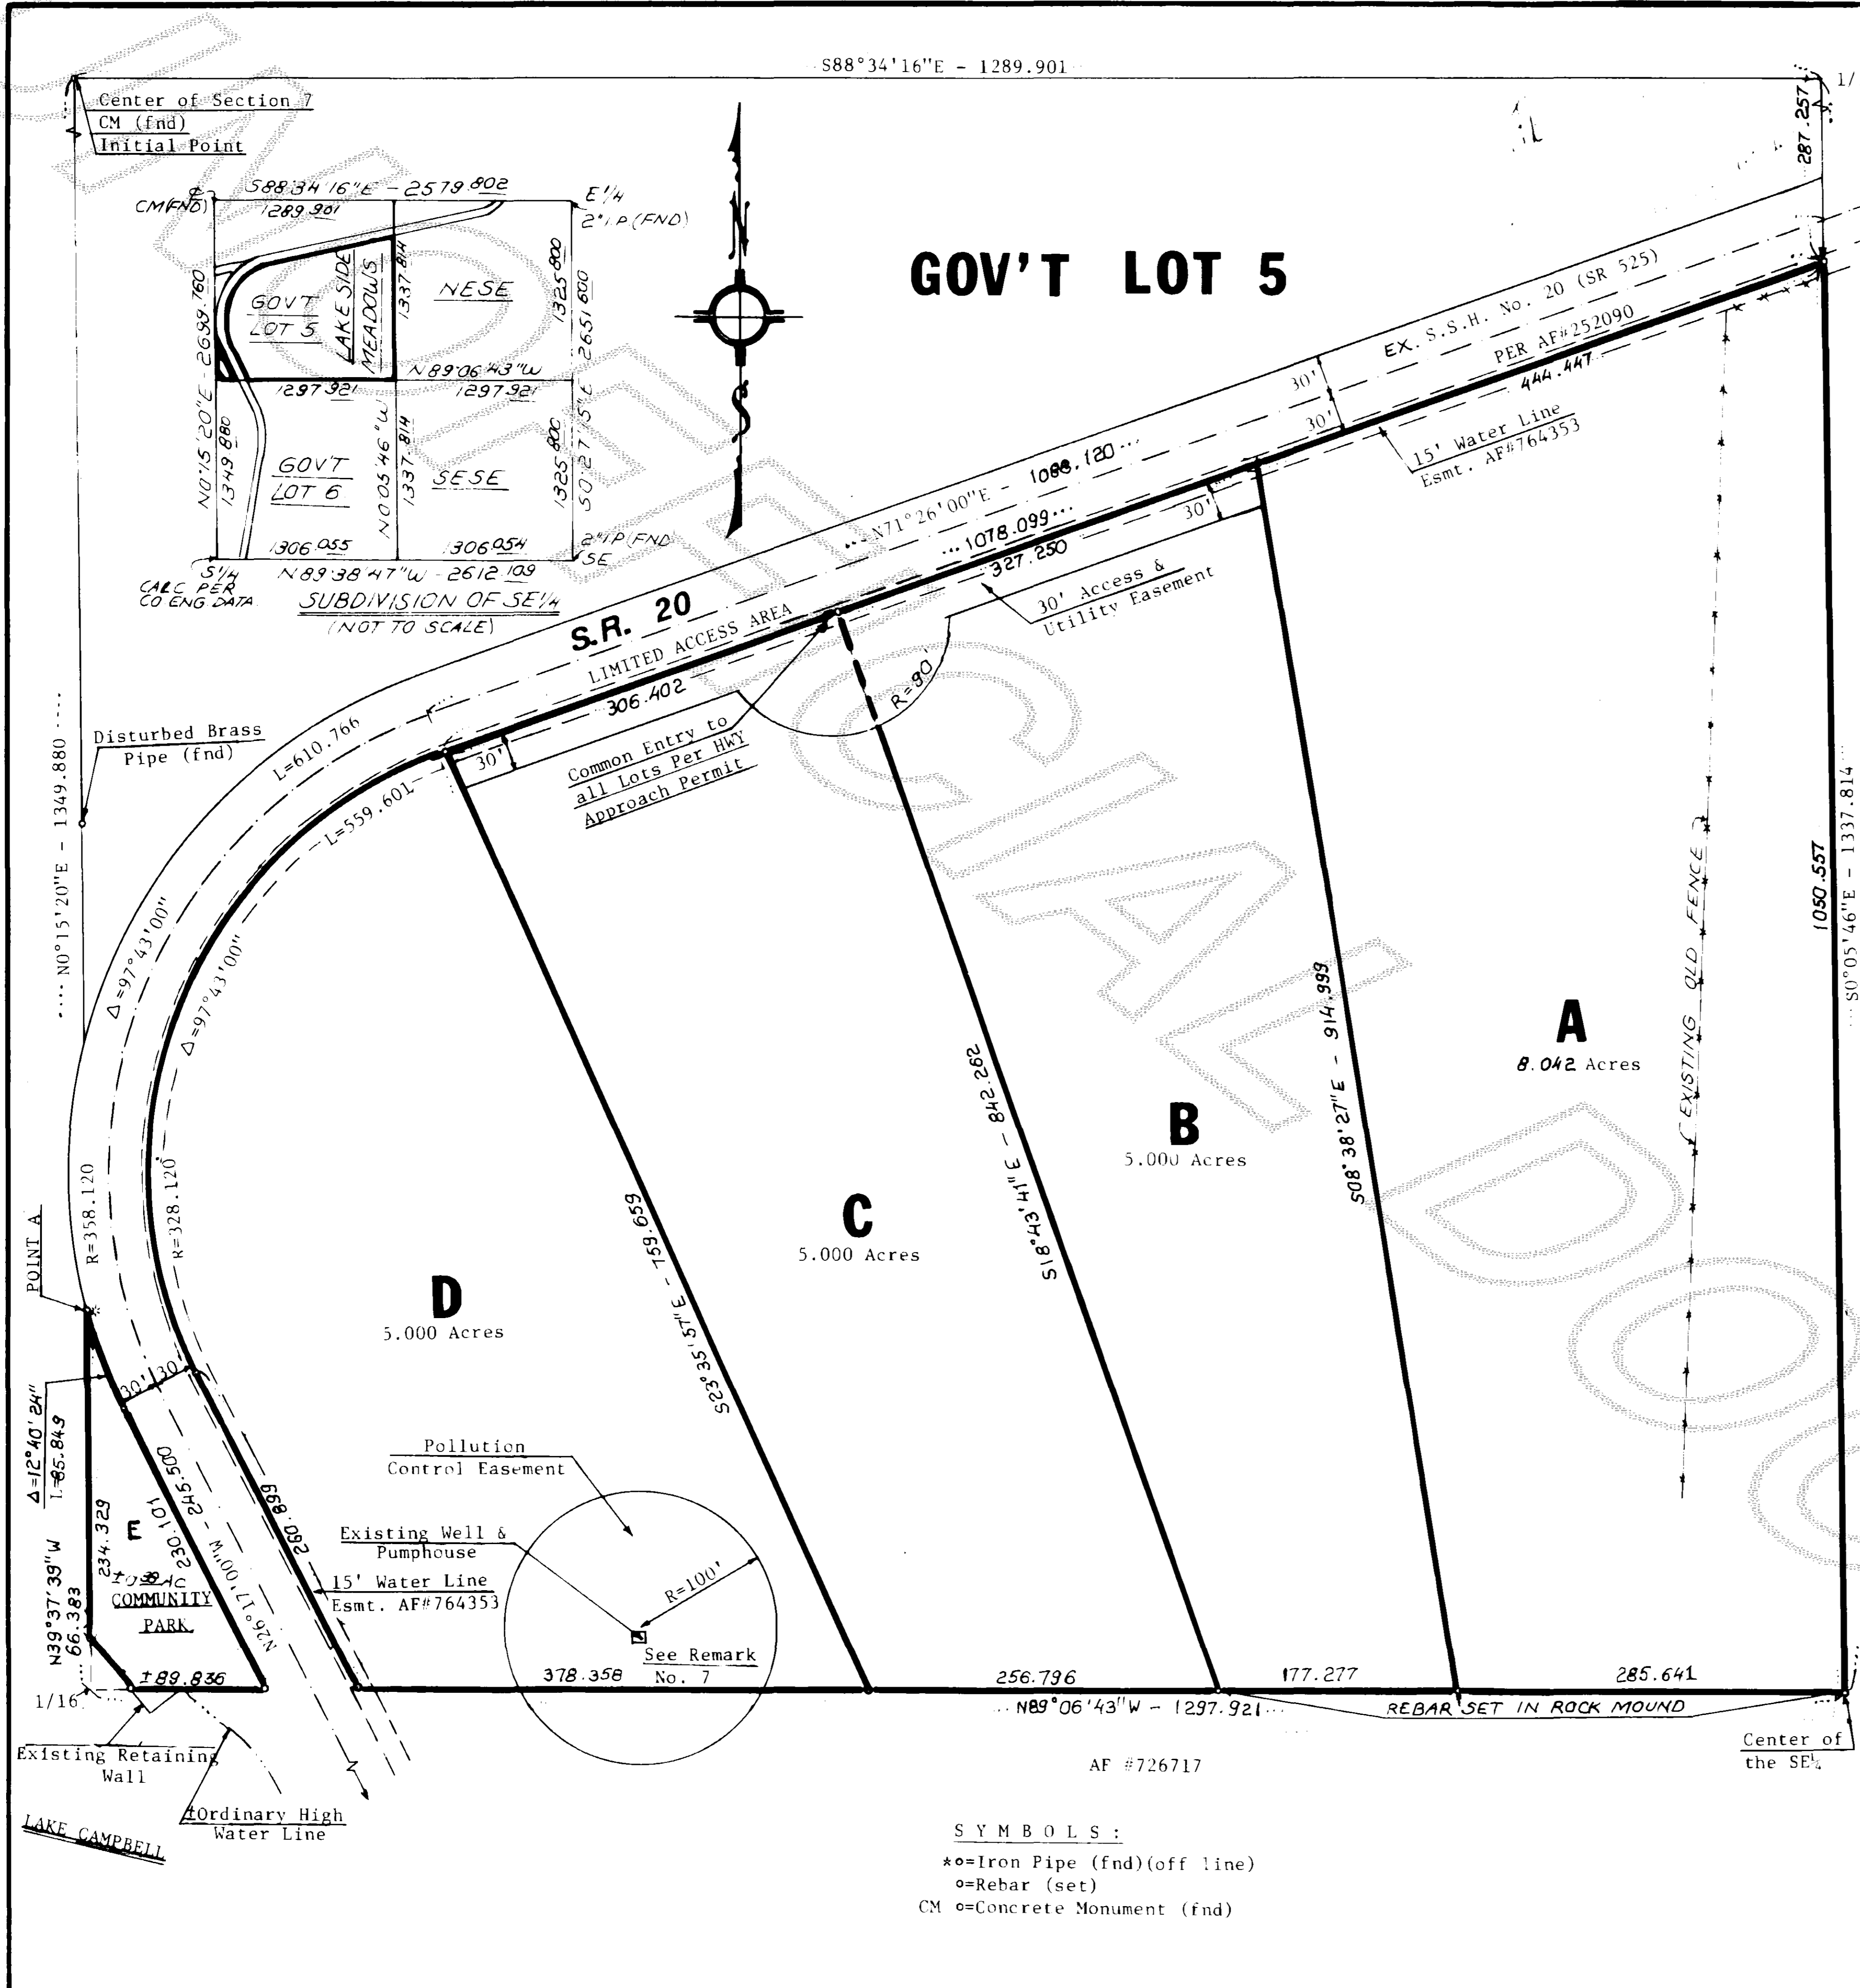 S88°34'16"E - 1289.901
1/
Center of Section 7
CM (fnd)
Initial Point
287.257
S88°34'16"E - 2579.802
CM(FND)
1289.901
E 1/4
2" I.P. (FND)
N0°15'20"E - 2699.760
GOVT
LOT 5
LAKESIDE
MEADOWS
1337.814
NESE
1325.800
S0°27'15"E 2651.600
N89°06'43"W
1297.921
1297.921
1349.880
GOVT
LOT 6
N0°05'46"W
1337.814
SESE
1325.800
1306.055
1306.054
2" I.P. (FND)
S 1/4
N89°38'47"W - 2612.109
SE
CALC PER
CO ENG. DATA
SUBDIVISION OF SE 1/4
(NOT TO SCALE)
N
S
GOV'T LOT 5
EX. S.S.H. No. 20 (SR 525)
PER AF#252090
444.447
30'
30'
15' Water Line
Esmt. AF#764353
N71°26'00"E - 1088.120
1078.099
327.250
30'
30' Access &
Utility Easement
S.R. 20
LIMITED ACCESS AREA
306.402
R=90'
Common Entry to
all Lots Per HWY
Approach Permit
30'
Disturbed Brass
Pipe (fnd)
L=610.766
L=559.601
N0°15'20"E - 1349.880
Δ=97°43'00"
Δ=97°43'00"
(EXISTING OLD FENCE)
1050.557
S0°05'46"E - 1337.814
S08°38'27"E - 914.999
A
8.042 Acres
S18°43'41"E - 842.262
B
5.000 Acres
R=358.120
R=328.120
S23°35'57"E - 759.659
C
5.000 Acres
POINT A
D
5.000 Acres
30'
30'
Δ=12°40'24"
L=85.849
Pollution
Control Easement
234.329
E
230.101
245.500
N26°17'00"W
260.899
Existing Well &
Pumphouse
15' Water Line
Esmt. AF#764353
R=100'
N39°37'39"W
66.383
COMMUNITY
PARK
±89.836
See Remark
No. 7
378.358
256.796
177.277
285.641
1/16
N89°06'43"W - 1297.921
REBAR SET IN ROCK MOUND
Existing Retaining
Wall
Center of
the SE¼
AF #726717
±Ordinary High
Water Line
LAKE CAMPBELL
SYMBOLS:
*o=Iron Pipe (fnd)(off line)
o=Rebar (set)
CM o=Concrete Monument (fnd)
UNOFFICIAL DOC